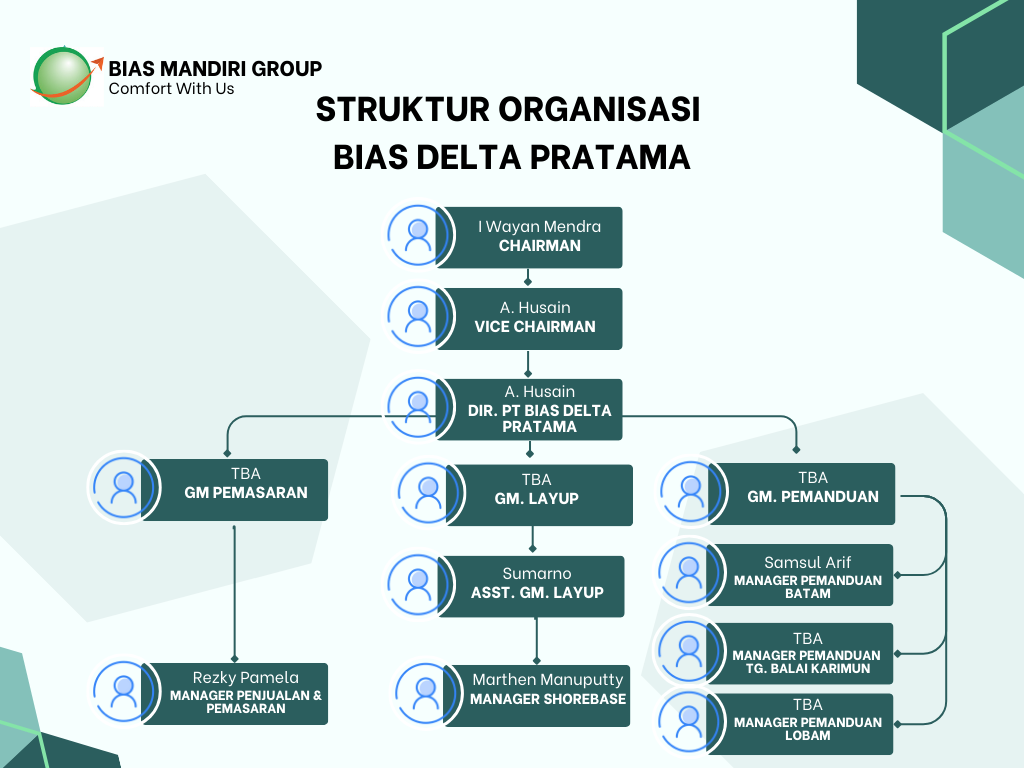 BIAS MANDIRI GROUP
Comfort With Us
STRUKTUR ORGANISASI
BIAS DELTA PRATAMA
I Wayan Mendra
CHAIRMAN
A. Husain
VICE CHAIRMAN
A. Husain
DIR. PT BIAS DELTA
PRATAMA
TBA
GM PEMASARAN
TBA
GM. LAYUP
TBA
GM. PEMANDUAN
Sumarno
ASST. GM. LAYUP
Samsul Arif
MANAGER PEMANDUAN
BATAM
TBA
MANAGER PEMANDUAN
TG. BALAI KARIMUN
Rezky Pamela
MANAGER PENJUALAN &
PEMASARAN
Marthen Manuputty
MANAGER SHOREBASE
TBA
MANAGER PEMANDUAN
LOBAM